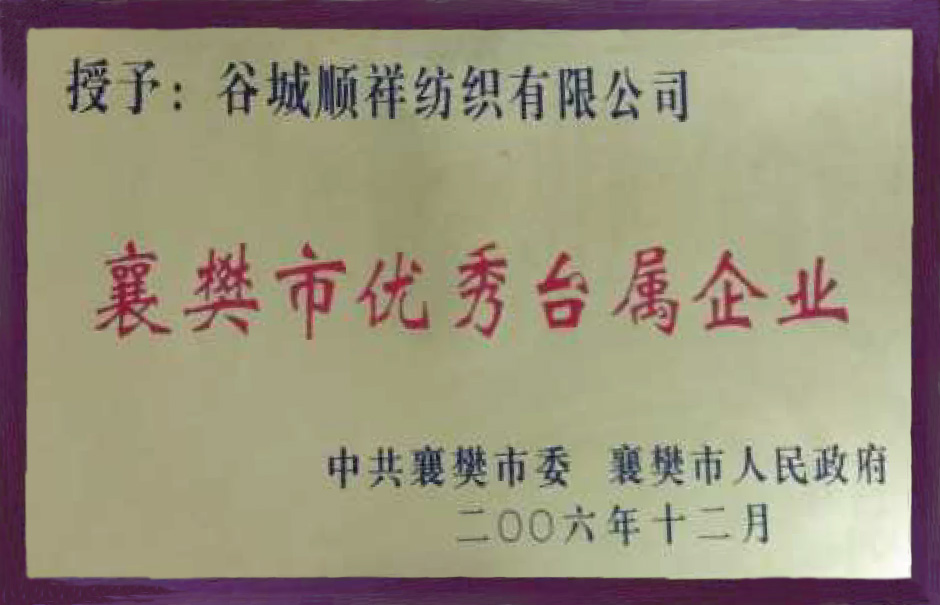 授予：谷城顺祥纺织有限公司
襄樊市优秀台属企业
中共襄樊市委 襄樊市人民政府
二〇〇六年十二月